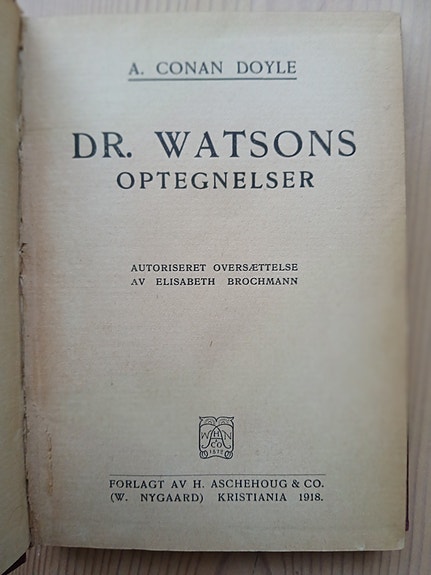 A. CONAN DOYLE
DR. WATSONS
OPTEGNELSER
AUTORISERET OVERSÆTTELSE
AV ELISABETH BROCHMANN
FORLAGT AV H. ASCHEHOUG & CO.
(W. NYGAARD) KRISTIANIA 1918.